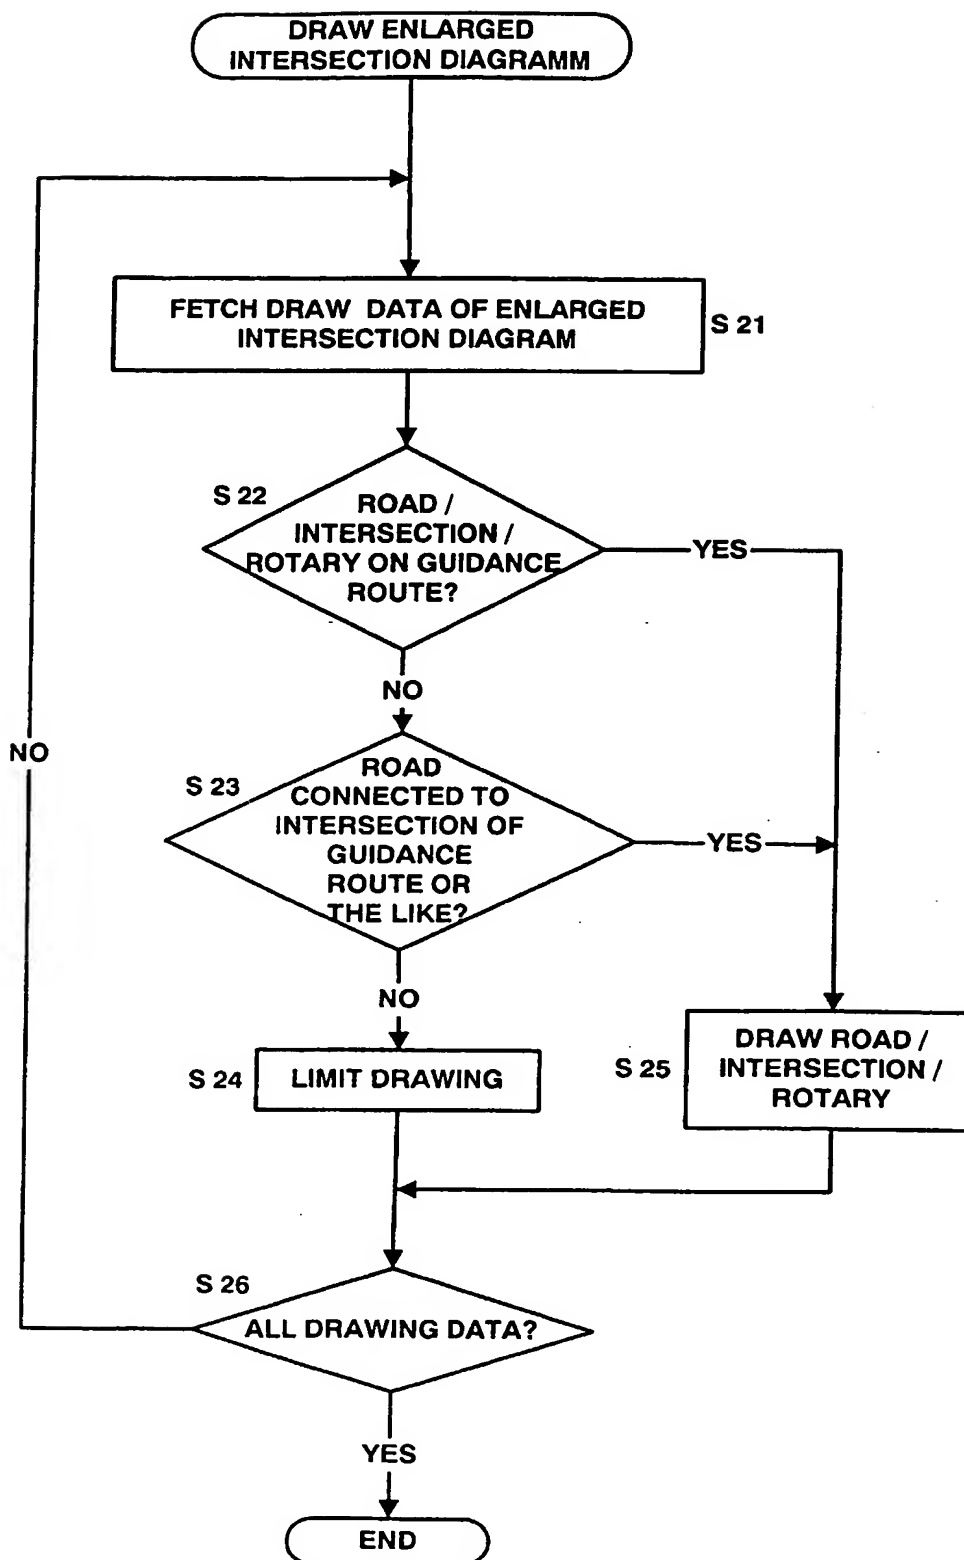 DRAW ENLARGED
INTERSECTION DIAGRAMM
FETCH DRAW DATA OF ENLARGED
INTERSECTION DIAGRAM
S 21
S 22
ROAD /
INTERSECTION /
ROTARY ON GUIDANCE
ROUTE?
YES
NO
NO
S 23
ROAD
CONNECTED TO
INTERSECTION OF
GUIDANCE
ROUTE OR
THE LIKE?
YES
NO
S 24
LIMIT DRAWING
S 25
DRAW ROAD /
INTERSECTION /
ROTARY
S 26
ALL DRAWING DATA?
YES
END